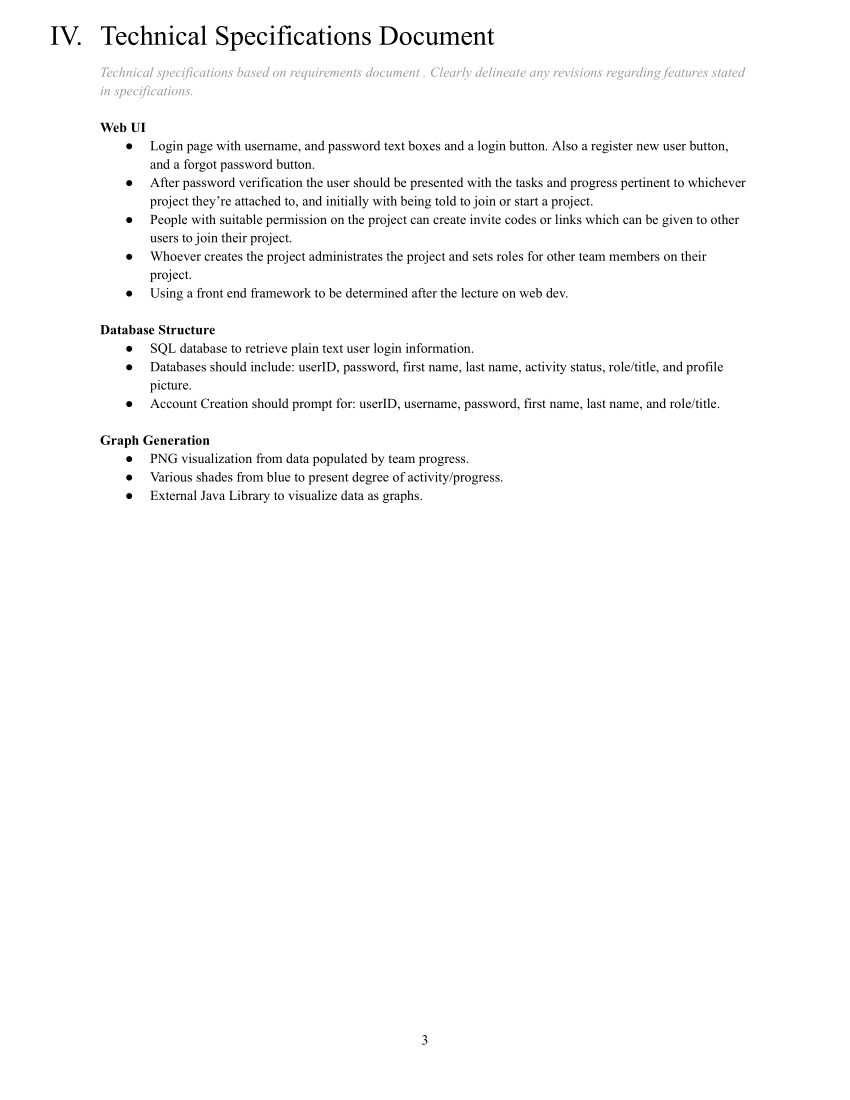 IV. Technical Specifications Document
Technical specifications based on requirements document . Clearly delineate any revisions regarding features stated
in specifications.
Web UI
● Login page with username, and password text boxes and a login button. Also a register new user button,
and a forgot password button.
● After password verification the user should be presented with the tasks and progress pertinent to whichever
project they’re attached to, and initially with being told to join or start a project.
● People with suitable permission on the project can create invite codes or links which can be given to other
users to join their project.
● Whoever creates the project administrates the project and sets roles for other team members on their
project.
● Using a front end framework to be determined after the lecture on web dev.
Database Structure
● SQL database to retrieve plain text user login information.
● Databases should include: userID, password, first name, last name, activity status, role/title, and profile
picture.
● Account Creation should prompt for: userID, username, password, first name, last name, and role/title.
Graph Generation
● PNG visualization from data populated by team progress.
● Various shades from blue to present degree of activity/progress.
● External Java Library to visualize data as graphs.
3